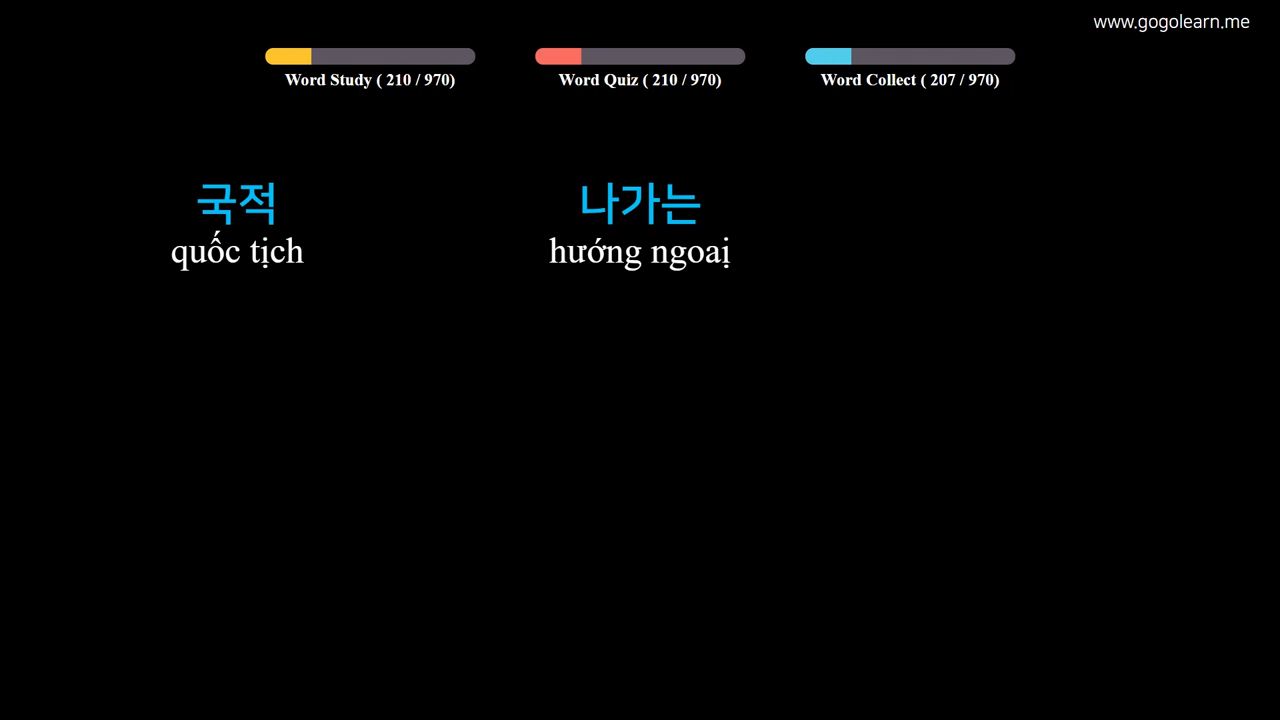 www.gogolearn.me
Word Study ( 210 / 970)
Word Quiz ( 210 / 970)
Word Collect ( 207 / 970)
국적
quốc tịch
나가는
hướng ngoaị